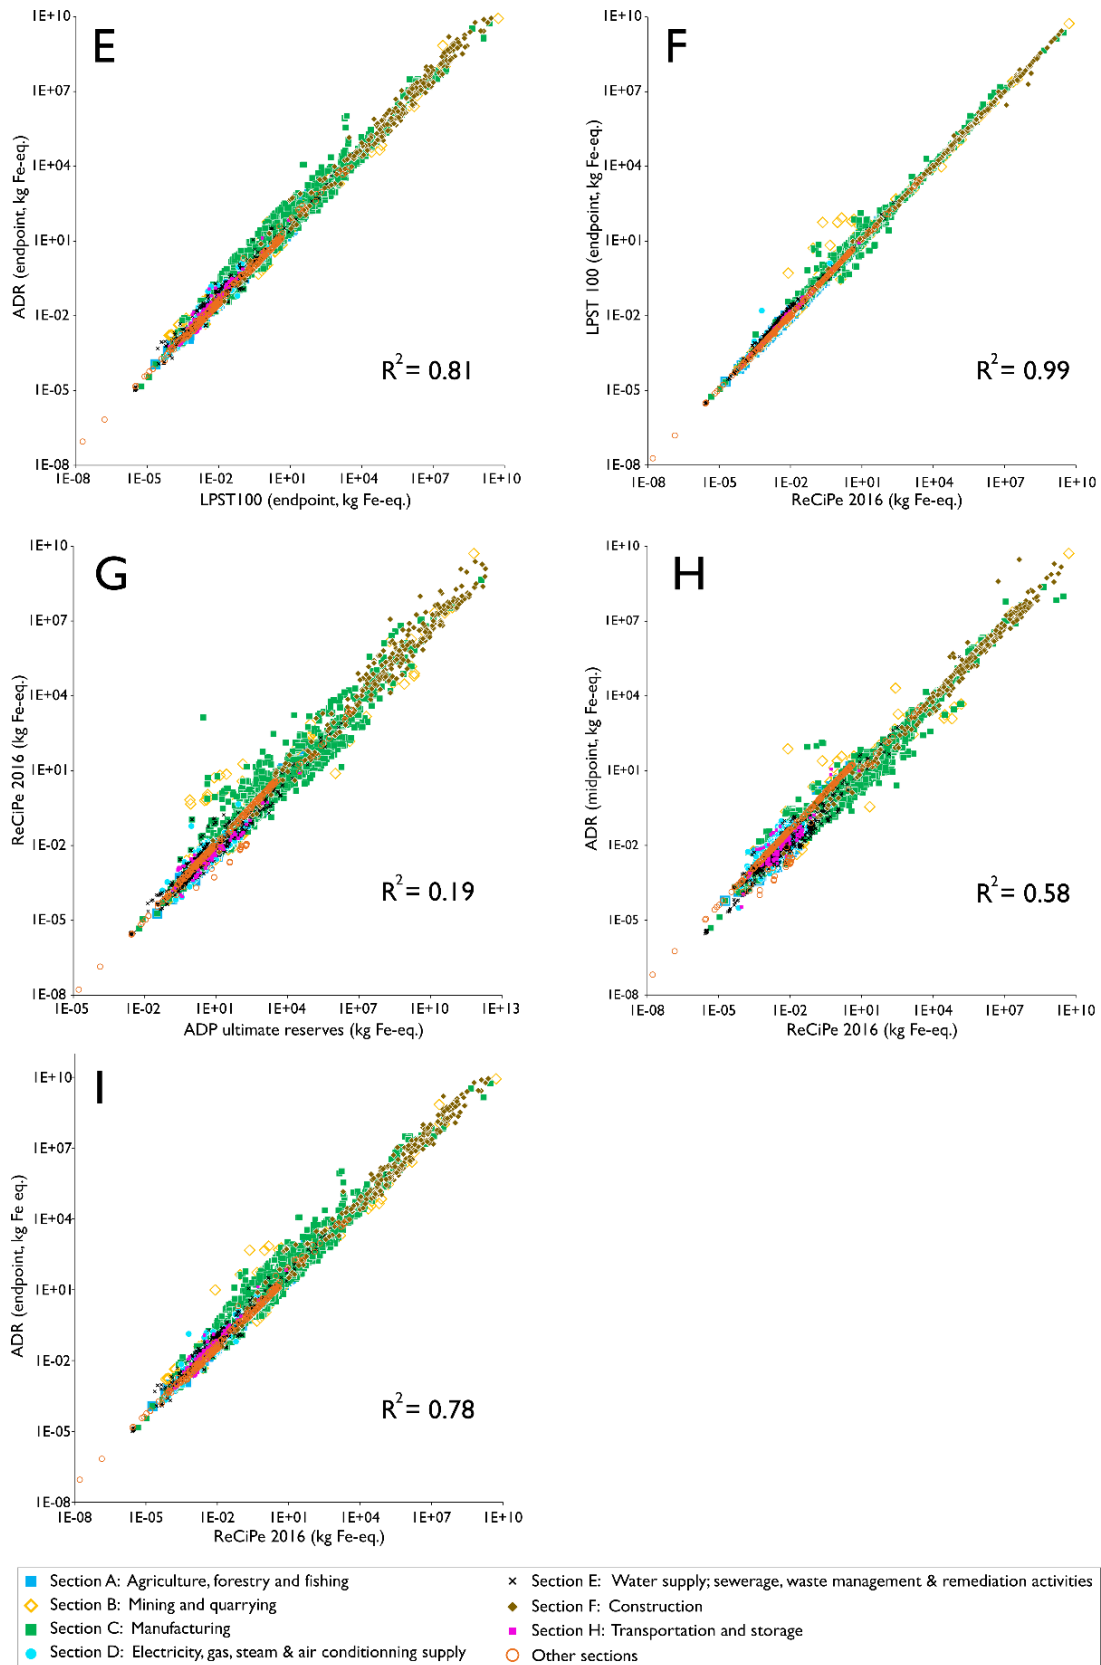 E
1E+10
1E+07
1E+04
1E+01
1E-02
1E-05
1E-08
ADR (endpoint, kg Fe-eq.)
R2 = 0.81
1E-08 1E-05 1E-02 1E+01 1E+04 1E+07 1E+10
LPST100 (endpoint, kg Fe-eq.)
F
1E+10
1E+07
1E+04
1E+01
1E-02
1E-05
1E-08
LPST 100 (endpoint, kg Fe-eq.)
R2 = 0.99
1E-08 1E-05 1E-02 1E+01 1E+04 1E+07 1E+10
ReCiPe 2016 (kg Fe-eq.)
G
1E+10
1E+07
1E+04
1E+01
1E-02
1E-05
1E-08
ReCiPe 2016 (kg Fe-eq.)
R2 = 0.19
1E-05 1E-02 1E+01 1E+04 1E+07 1E+10 1E+13
ADP ultimate reserves (kg Fe-eq.)
H
1E+10
1E+07
1E+04
1E+01
1E-02
1E-05
1E-08
ADR (midpoint, kg Fe-eq.)
R2 = 0.58
1E-08 1E-05 1E-02 1E+01 1E+04 1E+07 1E+10
ReCiPe 2016 (kg Fe-eq.)
I
1E+10
1E+07
1E+04
1E+01
1E-02
1E-05
1E-08
ADR (endpoint, kg Fe eq.)
R2 = 0.78
1E-08 1E-05 1E-02 1E+01 1E+04 1E+07 1E+10
ReCiPe 2016 (kg Fe-eq.)
Section A: Agriculture, forestry and fishing
Section B: Mining and quarrying
Section C: Manufacturing
Section D: Electricity, gas, steam & air conditionning supply
Section E: Water supply; sewerage, waste management & remediation activities
Section F: Construction
Section H: Transportation and storage
Other sections